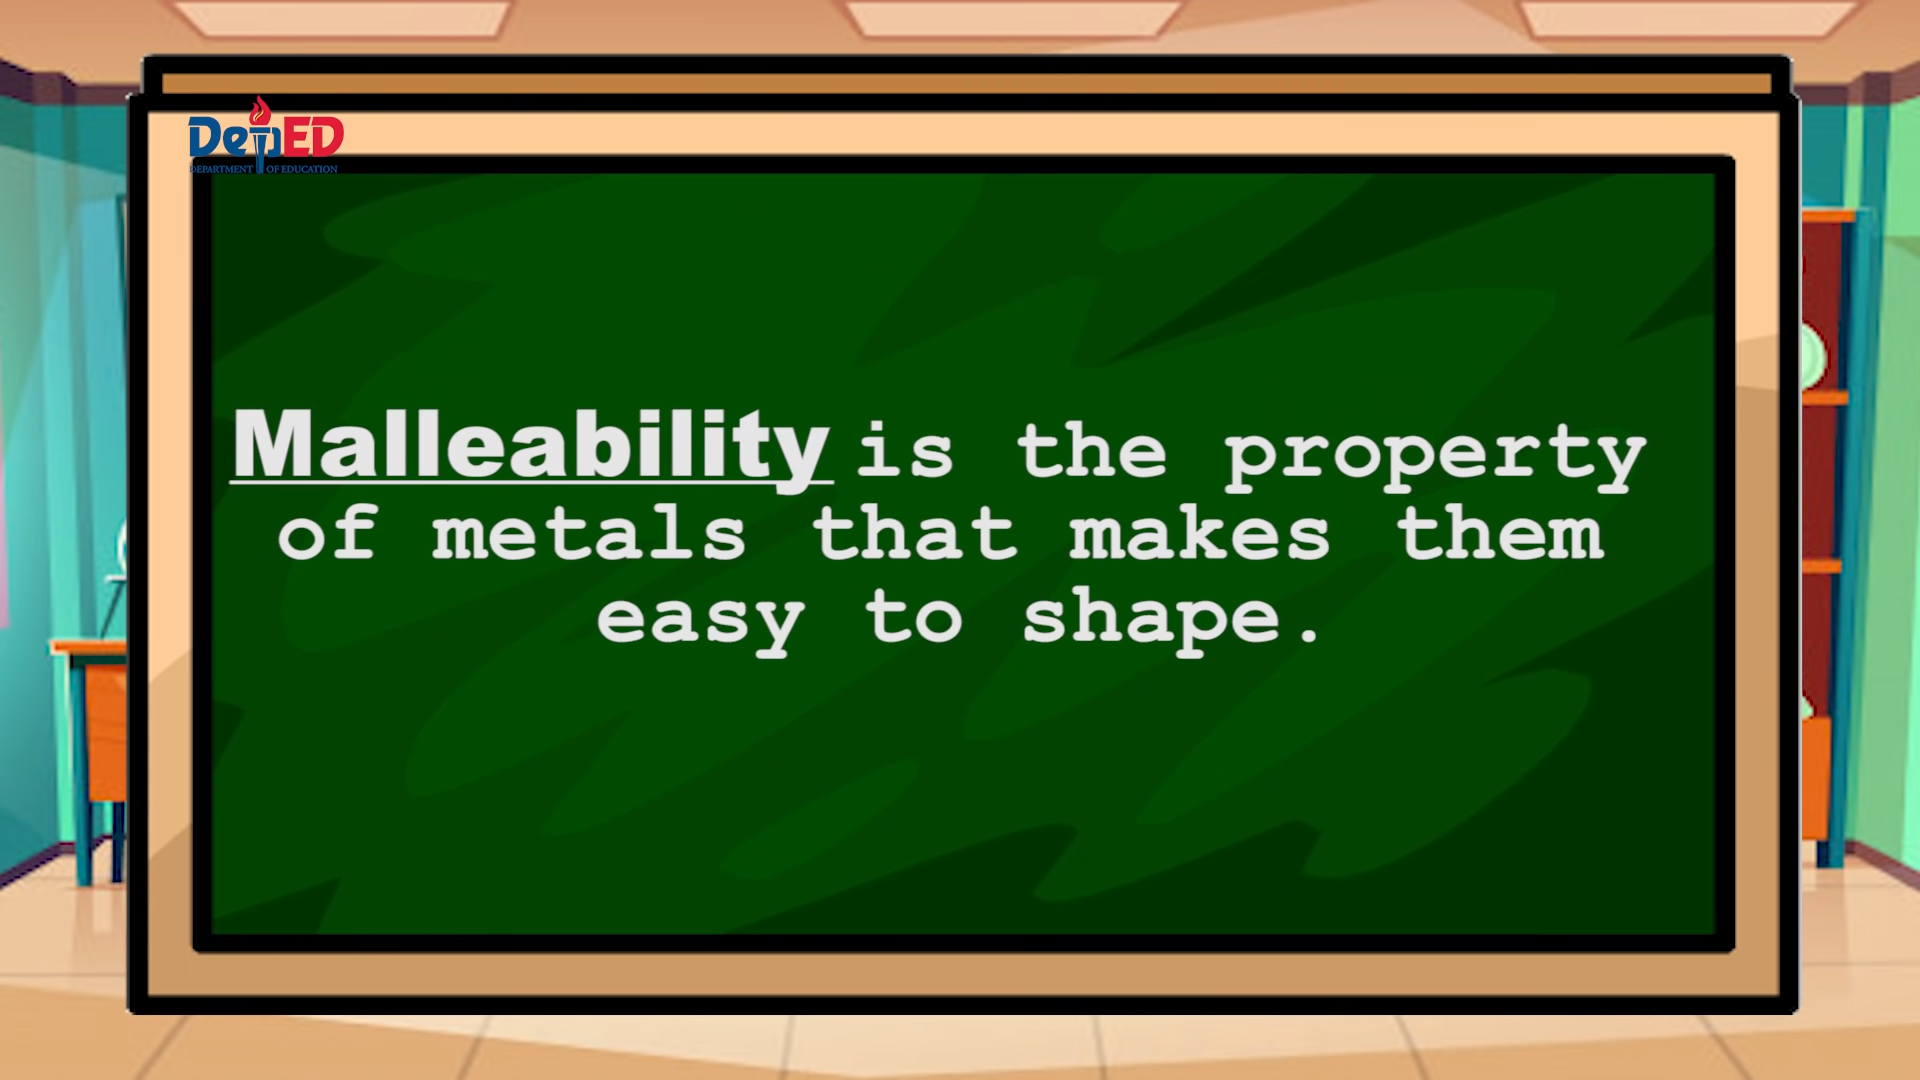 DepED
DEPARTMENT OF EDUCATION
Malleability is the property
of metals that makes them
easy to shape.